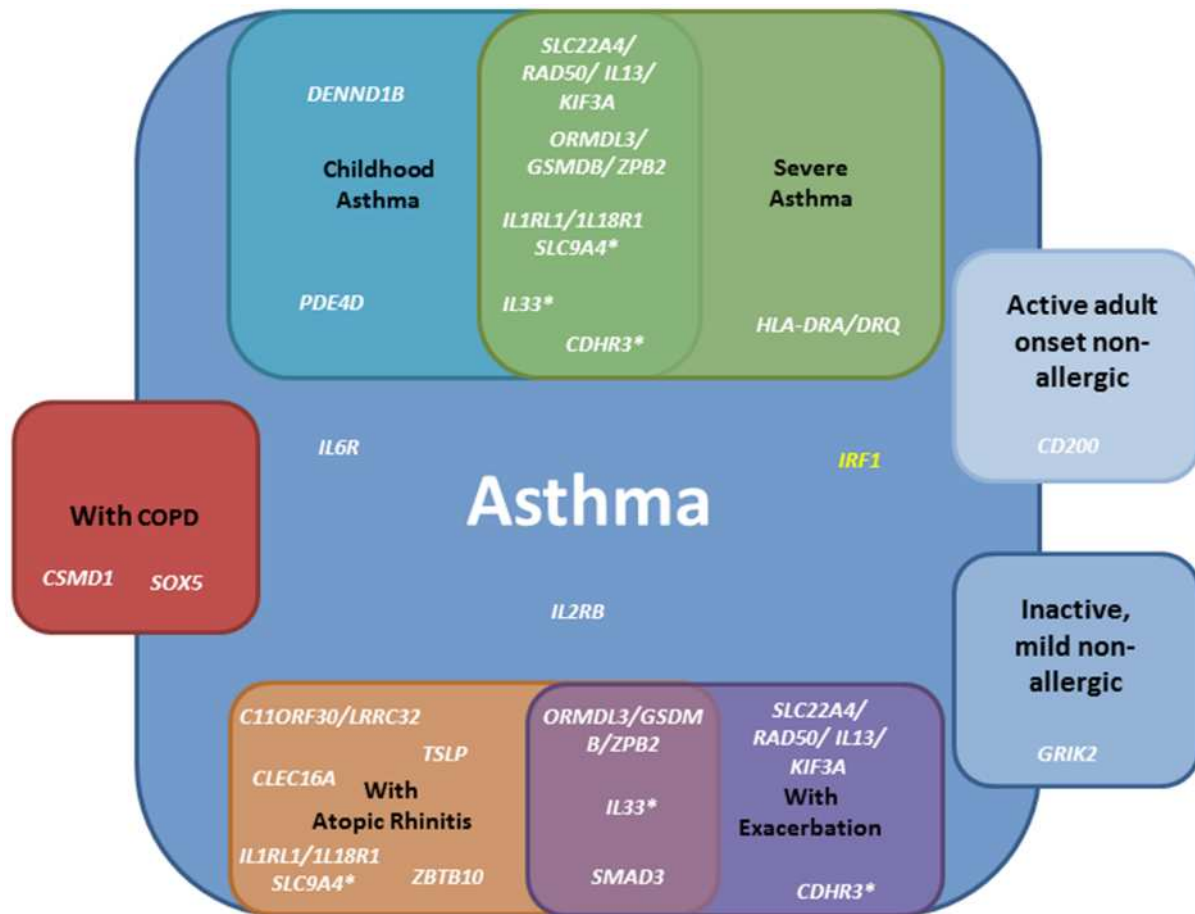 DENND1B
Childhood
Asthma
PDE4D
SLC22A4/
RAD50/ IL13/
KIF3A
ORMDL3/
GSMDB/ ZPB2
IL1RL1/1L18R1
SLC9A4*
IL33*
CDHR3*
Severe
Asthma
HLA-DRA/DRQ
Active adult
onset non-
allergic
CD200
IL6R
IRF1
Asthma
With COPD
CSMD1
SOX5
IL2RB
Inactive,
mild non-
allergic
GRIK2
C11ORF30/LRRC32
TSLP
CLEC16A
With
Atopic Rhinitis
IL1RL1/1L18R1
SLC9A4*
ZBTB10
ORMDL3/GSDM
B/ZPB2
IL33*
SMAD3
SLC22A4/
RAD50/ IL13/
KIF3A
With
Exacerbation
CDHR3*